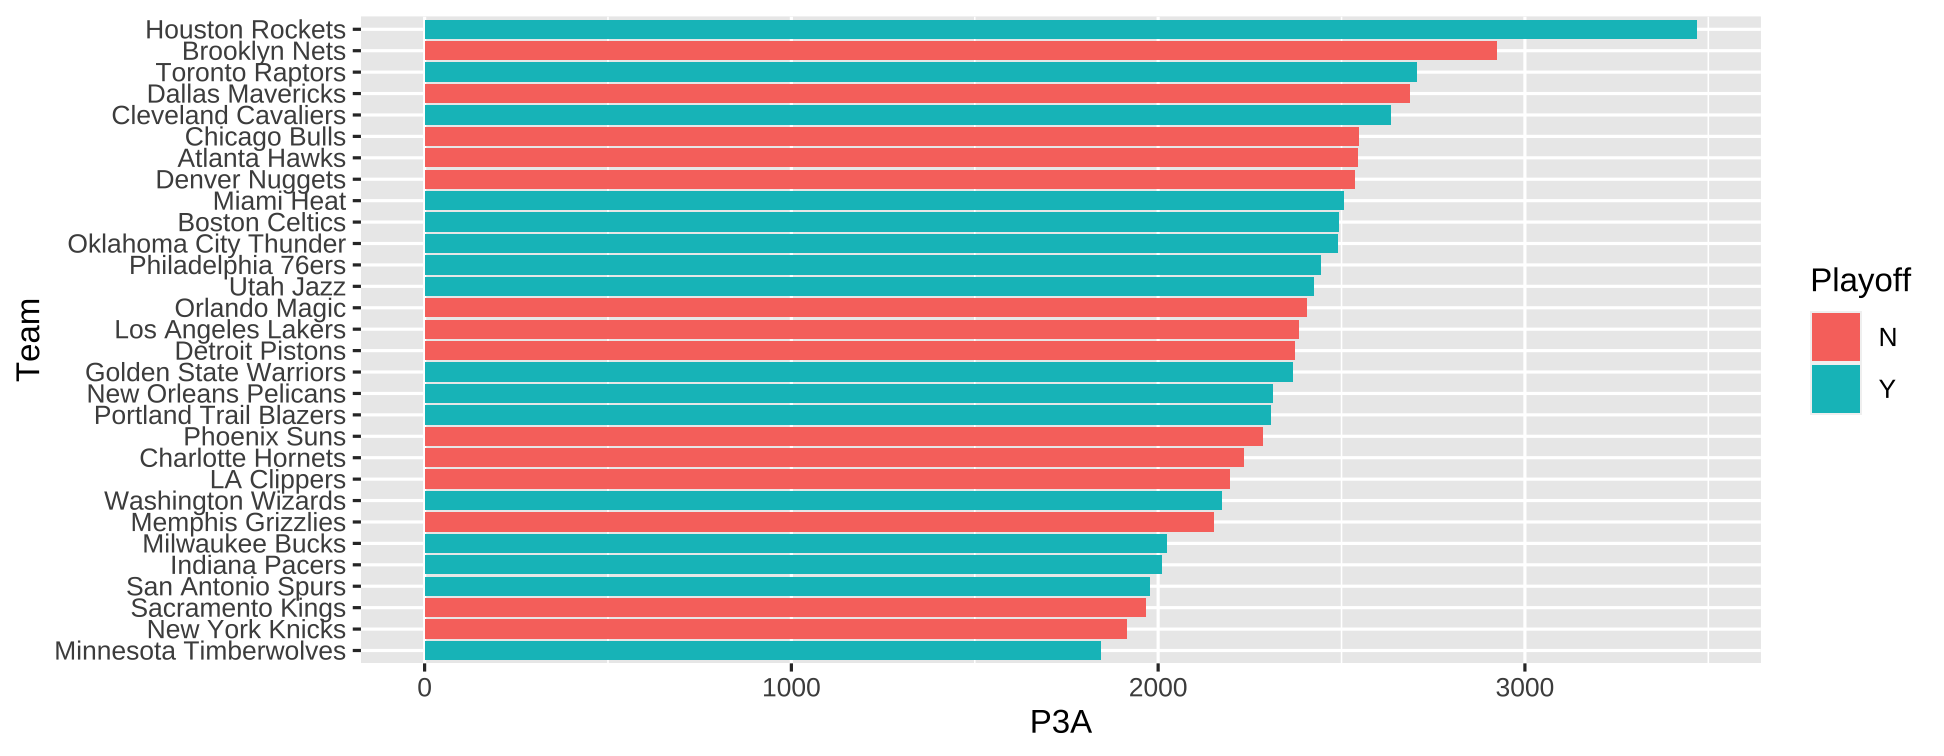 Houston Rockets
Brooklyn Nets
Toronto Raptors
Dallas Mavericks
Cleveland Cavaliers
Chicago Bulls
Atlanta Hawks
Denver Nuggets
Miami Heat
Boston Celtics
Oklahoma City Thunder
Philadelphia 76ers
Utah Jazz
Orlando Magic
Los Angeles Lakers
Detroit Pistons
Golden State Warriors
New Orleans Pelicans
Portland Trail Blazers
Phoenix Suns
Charlotte Hornets
LA Clippers
Washington Wizards
Memphis Grizzlies
Milwaukee Bucks
Indiana Pacers
San Antonio Spurs
Sacramento Kings
New York Knicks
Minnesota Timberwolves
Team
0 1000 2000 3000
P3A
Playoff
N
Y